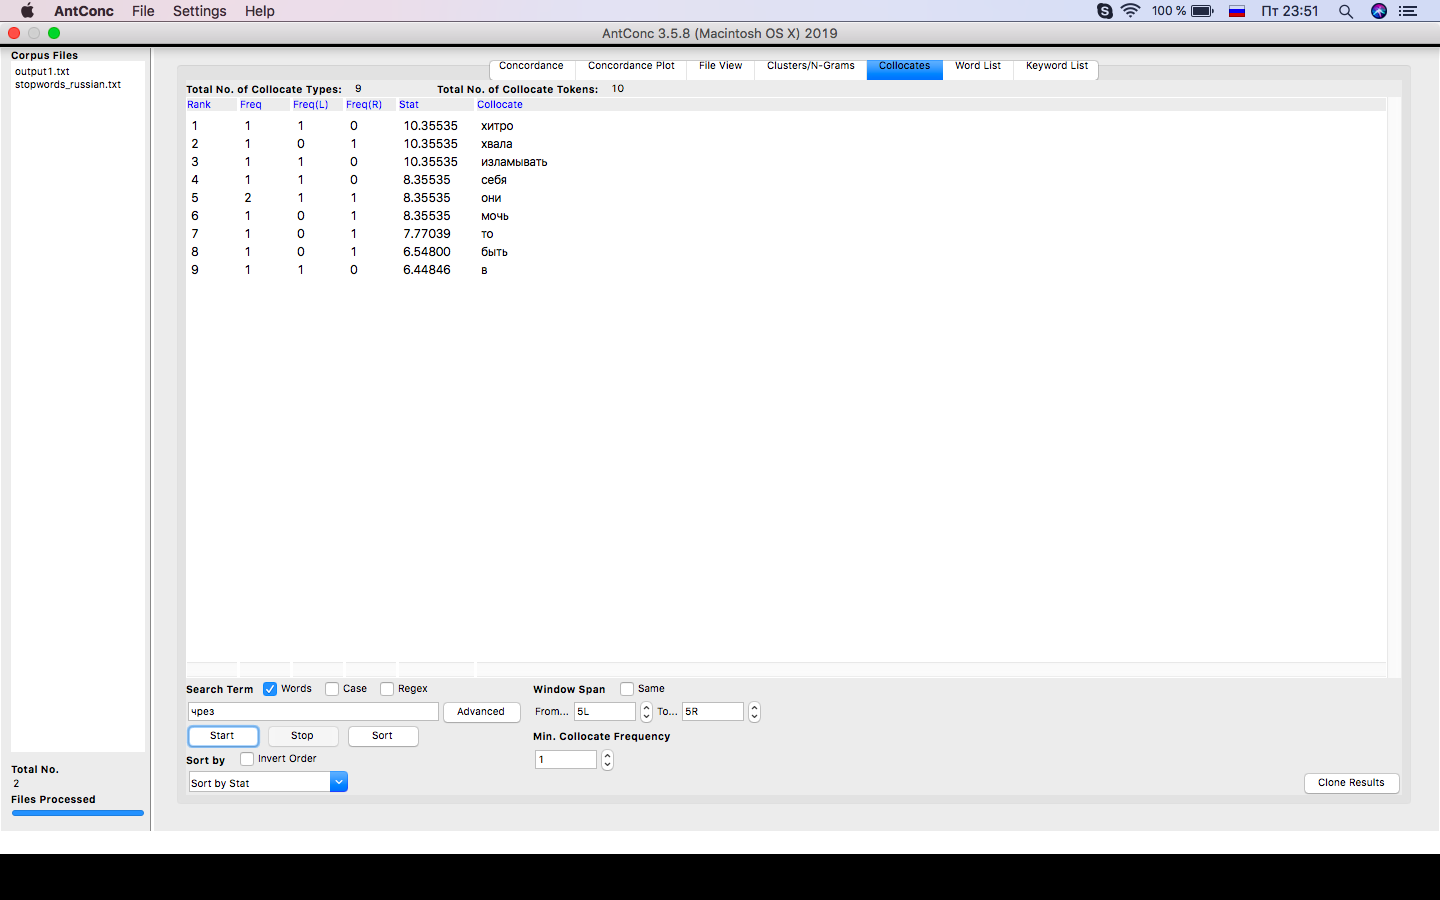 AntConc File Settings Help 100 % Пт 23:51
AntConc 3.5.8 (Macintosh OS X) 2019
Corpus Files
output1.txt
stopwords_russian.txt
Concordance Concordance Plot File View Clusters/N-Grams Collocates Word List Keyword List
Total No. of Collocate Types: 9 Total No. of Collocate Tokens: 10
Rank Freq Freq(L) Freq(R) Stat Collocate
1 1 1 0 10.35535 хитро
2 1 0 1 10.35535 хвала
3 1 1 0 10.35535 изламывать
4 1 1 0 8.35535 себя
5 2 1 1 8.35535 они
6 1 0 1 8.35535 мочь
7 1 0 1 7.77039 то
8 1 0 1 6.54800 быть
9 1 1 0 6.44846 в
Search Term Words Case Regex Window Span Same
чрез Advanced From... 5L To... 5R
Start Stop Sort Min. Collocate Frequency
Sort by Invert Order 1
Sort by Stat Clone Results
Total No.
2
Files Processed